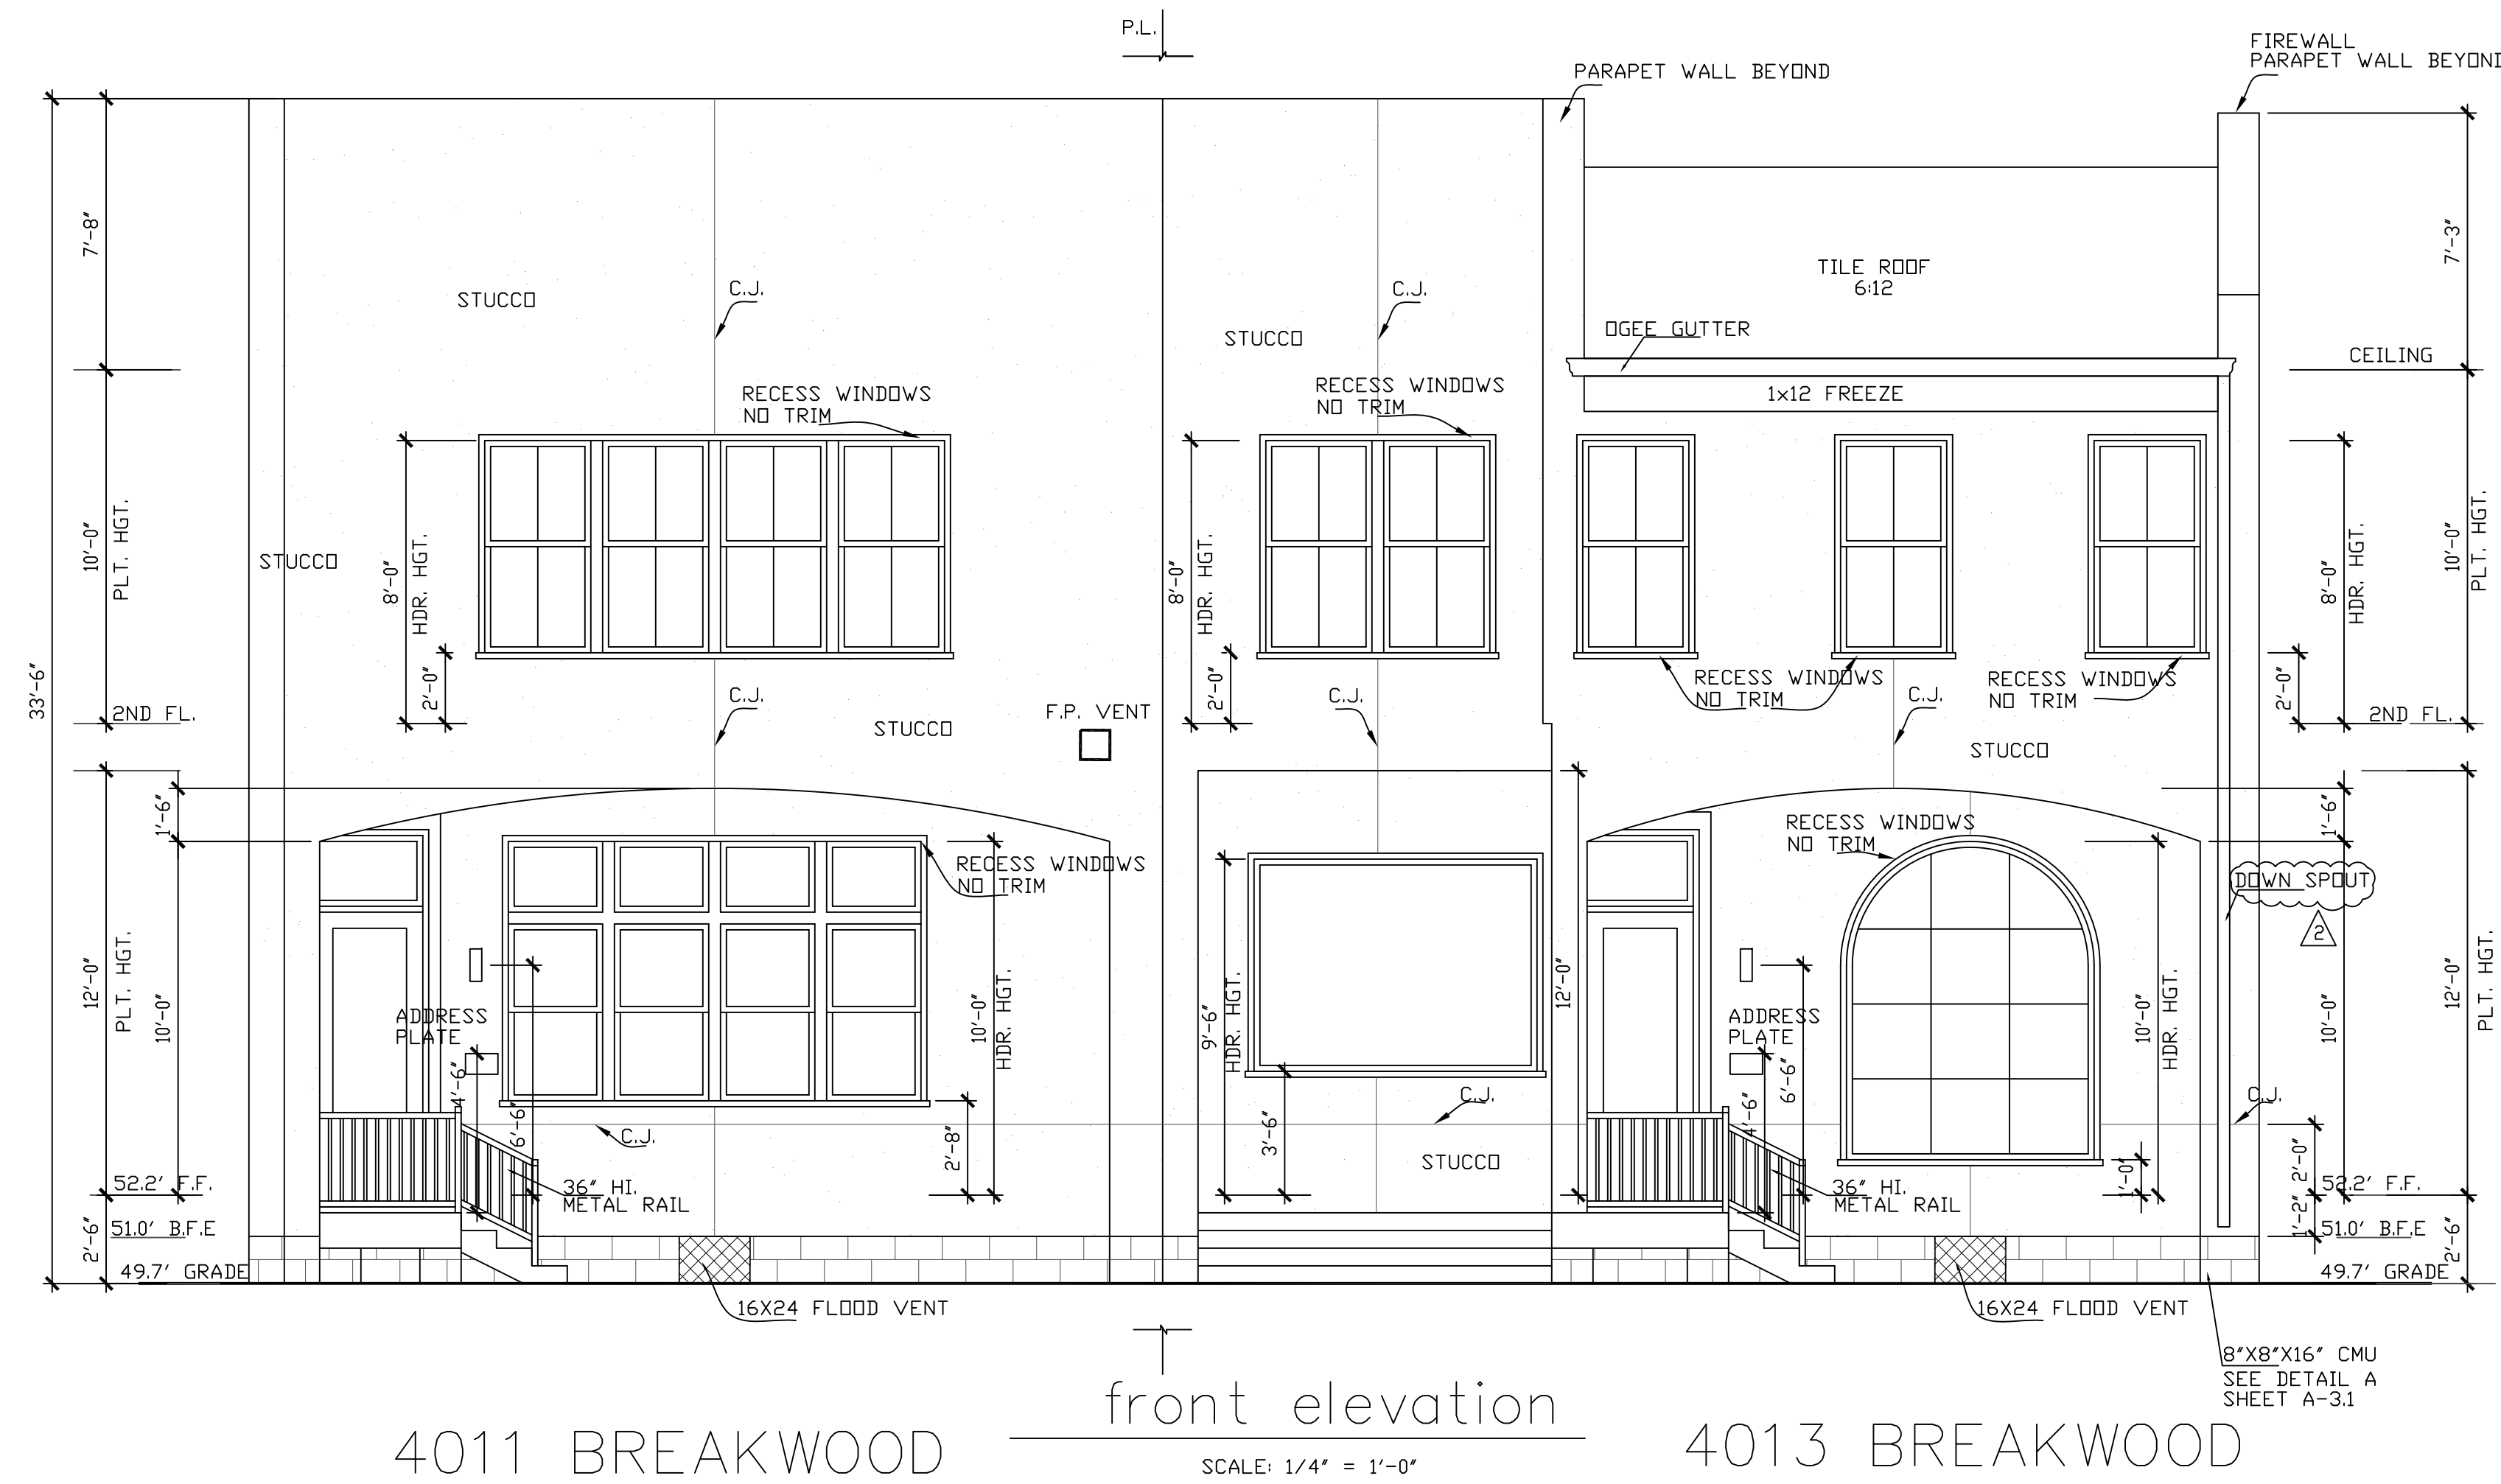 P.L.
FIREWALL
PARAPET WALL BEYOND
PARAPET WALL BEYOND
7'-8"
7'-3"
TILE ROOF
6:12
STUCCO
C.J.
C.J.
STUCCO
OGEE GUTTER
CEILING
1x12 FREEZE
RECESS WINDOWS
NO TRIM
RECESS WINDOWS
NO TRIM
10'-0"
PLT. HGT.
STUCCO
8'-0"
HDR. HGT.
8'-0"
HDR. HGT.
8'-0"
HDR. HGT.
10'-0"
PLT. HGT.
33'-6"
2'-0"
2'-0"
2'-0"
2ND FL.
C.J.
STUCCO
F.P. VENT
C.J.
RECESS WINDOWS
NO TRIM
C.J.
RECESS WINDOWS
NO TRIM
2ND FL.
STUCCO
1'-6"
1'-6"
RECESS WINDOWS
NO TRIM
RECESS WINDOWS
NO TRIM
DOWN SPOUT
2
12'-0"
PLT. HGT.
10'-0"
ADDRESS
PLATE
4'-6"
6'-6"
10'-0"
HDR. HGT.
2'-8"
9'-6"
HDR. HGT.
3'-6"
12'-0"
ADDRESS
PLATE
4'-6"
6'-6"
10'-0"
HDR. HGT.
1'-0"
10'-0"
12'-0"
PLT. HGT.
C.J.
C.J.
C.J.
STUCCO
2'-0"
1'-2"
52.2' F.F.
36" HI.
METAL RAIL
36" HI.
METAL RAIL
52.2' F.F.
51.0' B.F.E
51.0' B.F.E
2'-6"
2'-6"
49.7' GRADE
49.7' GRADE
16X24 FLOOD VENT
16X24 FLOOD VENT
8"X8"X16" CMU
SEE DETAIL A
SHEET A-3.1
front elevation
4011 BREAKWOOD
4013 BREAKWOOD
SCALE: 1/4" = 1'-0"